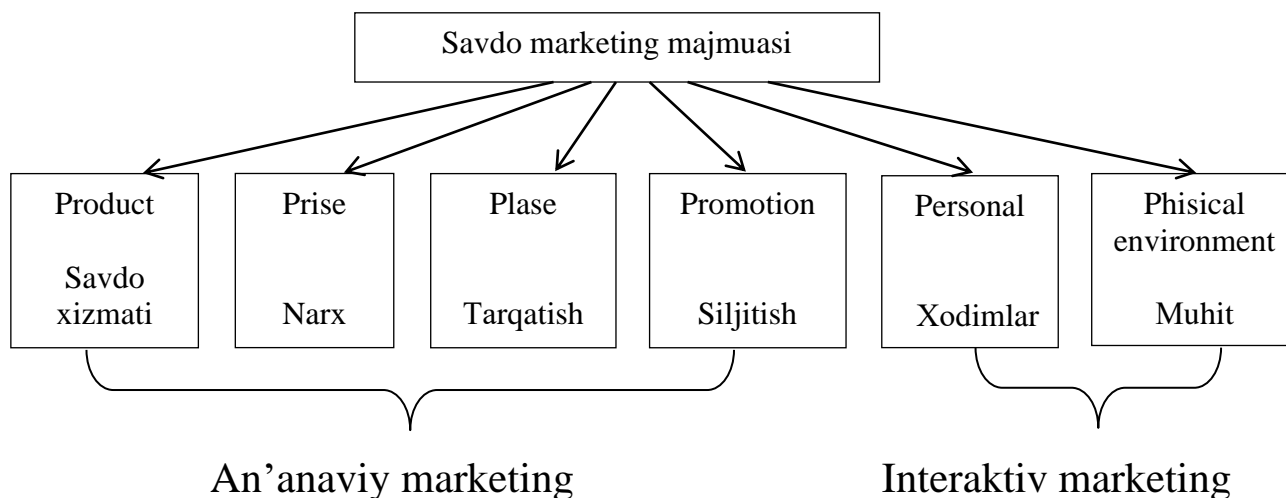 Savdo marketing majmuasi
Product
Savdo
xizmati
Prise
Narx
Plase
Tarqatish
Promotion
Siljitish
Personal
Xodimlar
Phisical
environment
Muhit
An’anaviy marketing
Interaktiv marketing